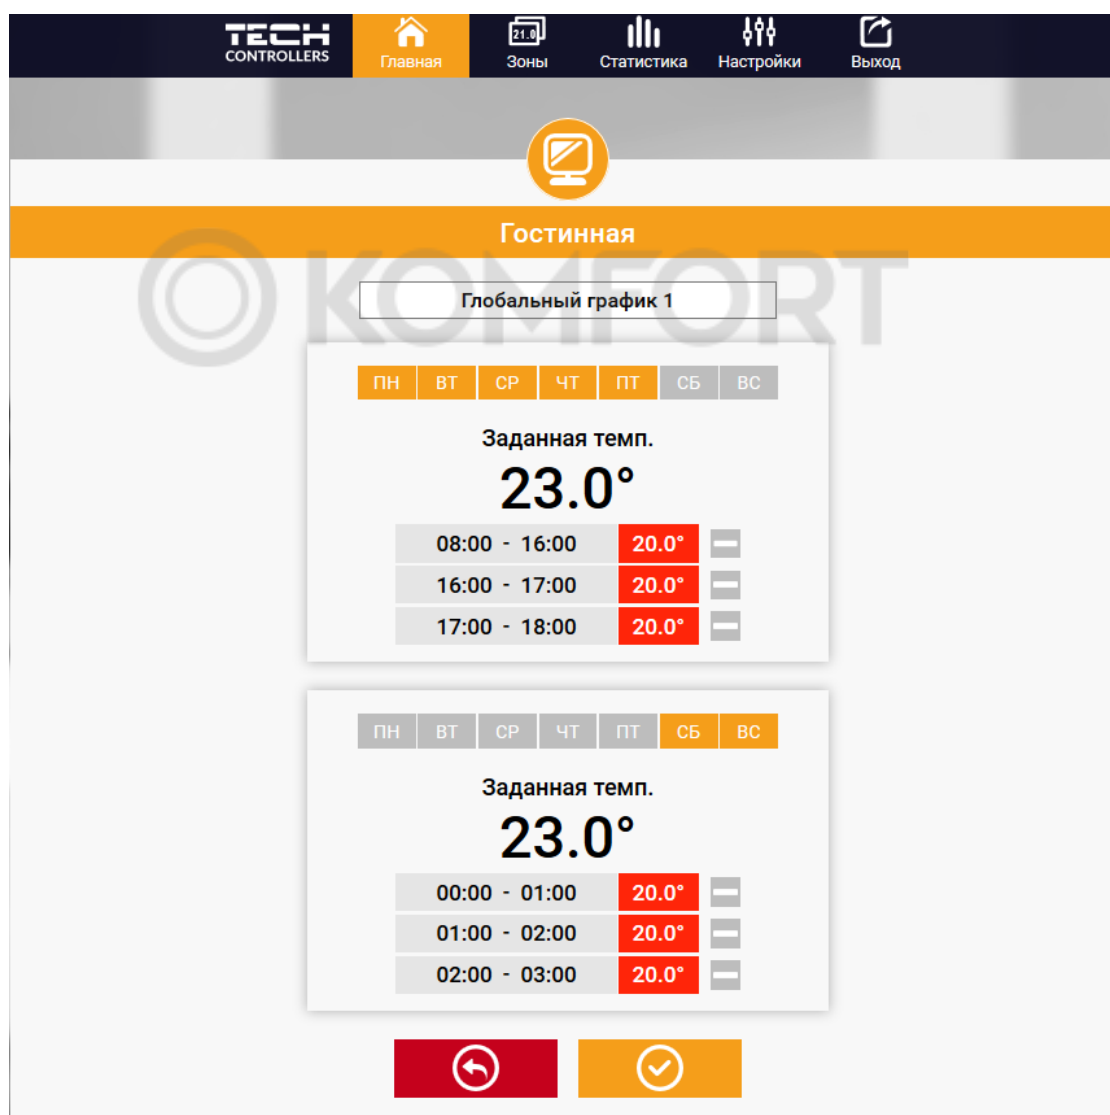 TECH
CONTROLLERS
Главная
21.0
Зоны
Статистика
Настройки
Выход
Гостинная
KOMFORT
Глобальный график 1
ПН ВТ СР ЧТ ПТ СБ ВС
Заданная темп.
23.0°
08:00 - 16:00 20.0°
16:00 - 17:00 20.0°
17:00 - 18:00 20.0°
ПН ВТ СР ЧТ ПТ СБ ВС
Заданная темп.
23.0°
00:00 - 01:00 20.0°
01:00 - 02:00 20.0°
02:00 - 03:00 20.0°